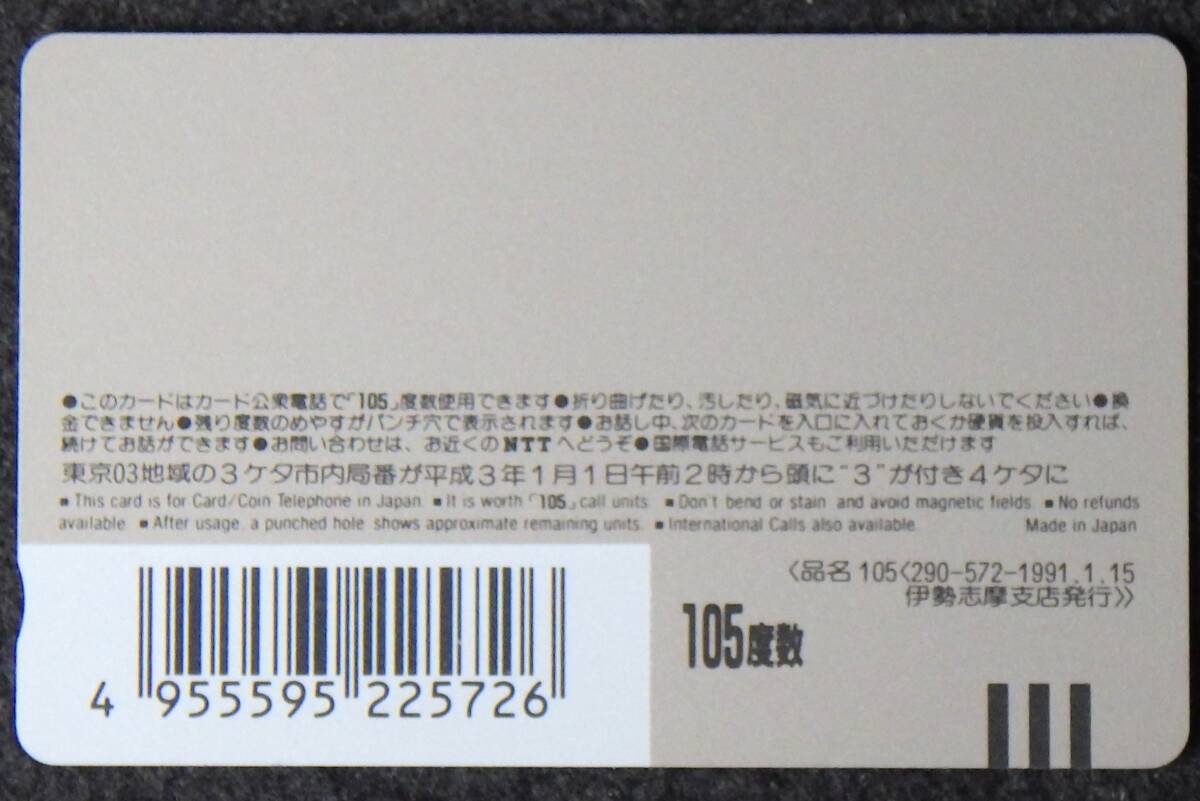 ●このカードはカード公衆電話で「105」度数使用できます●折り曲げたり、汚したり、磁気に近づけたりしないでください●換
金できません●残り度数のめやすがパンチ穴で表示されます●お話し中、次のカードを入口に入れておくか硬貨を投入すれば、
続けてお話ができます●お問い合わせは、お近くのNTTへどうぞ●国際電話サービスもご利用いただけます
東京03地域の3ケタ市内局番が平成3年1月1日午前2時から頭に“3”が付き4ケタに
■This card is for Card/Coin Telephone in Japan. ■It is worth「105」call units. ■Don't bend or stain and avoid magnetic fields. ■No refunds
available. ■After usage, a punched hole shows approximate remaining units. ■International Calls also available. Made in Japan
〈品名 105〈290-572-1991.1.15
伊勢志摩支店発行〉〉
105度数
4 955595 225726